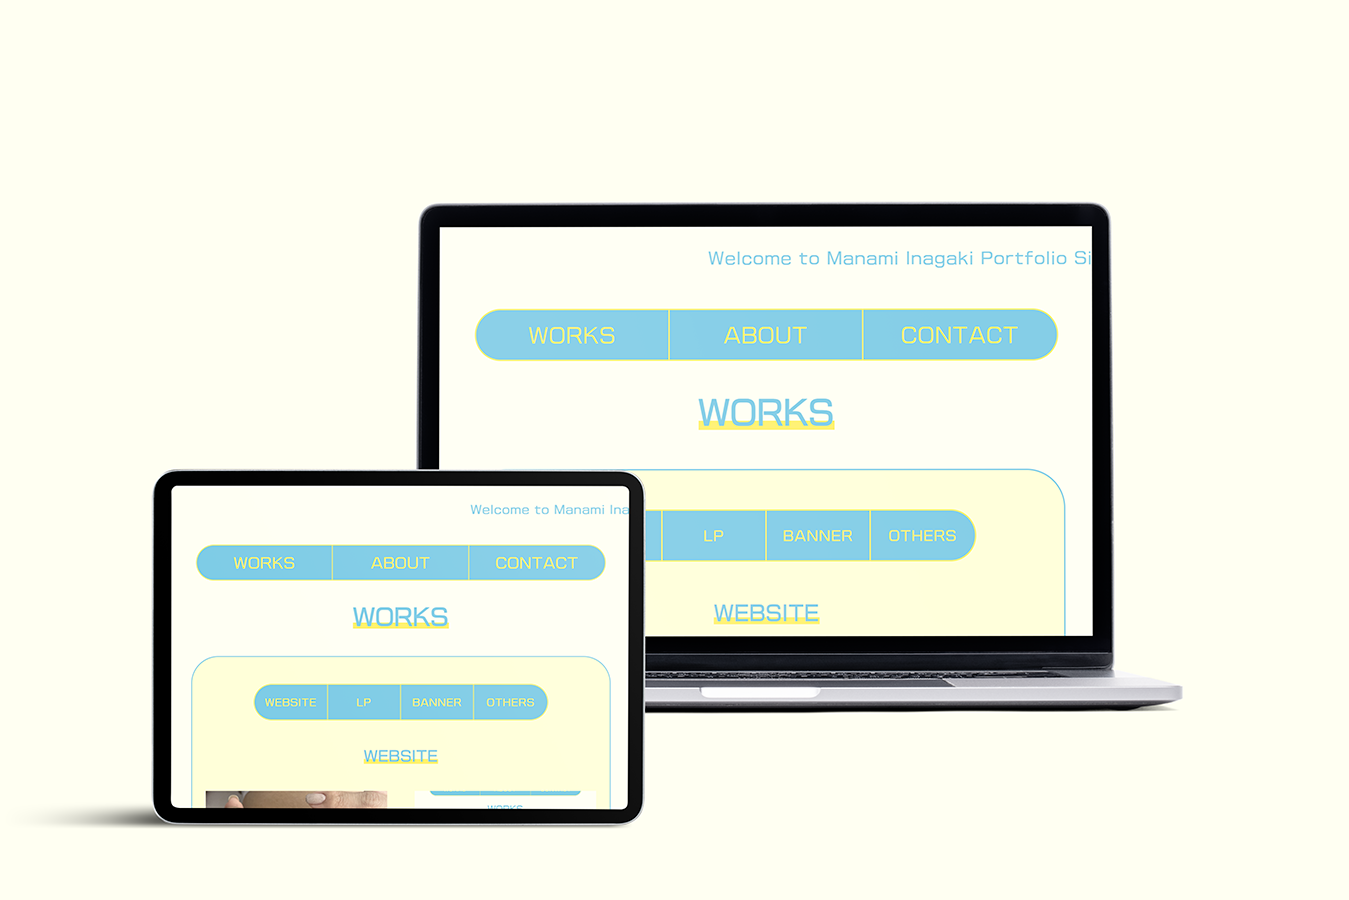 Welcome to Manami Inagaki Portfolio Si
WORKS ABOUT CONTACT
WORKS
LP BANNER OTHERS
WEBSITE
Welcome to Manami Ina
WORKS ABOUT CONTACT
WORKS
WEBSITE LP BANNER OTHERS
WEBSITE
WORKS